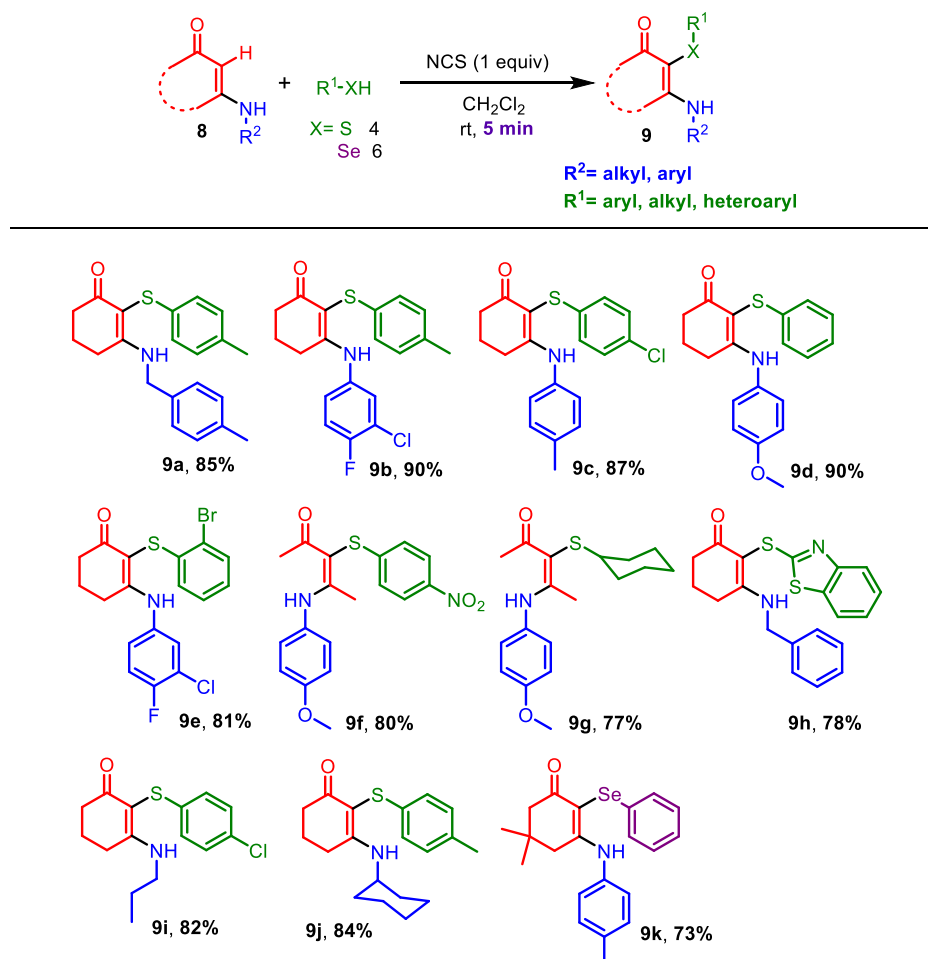 O
H
NH
R2
8
+
R1-XH
X= S 4
Se 6
NCS (1 equiv)
CH2Cl2
rt, 5 min
R1
X
O
NH
R2
9
R2= alkyl, aryl
R1= aryl, alkyl, heteroaryl
O
S
NH
9a, 85%
O
S
NH
Cl
F
9b, 90%
O
S
NH
Cl
9c, 87%
O
S
NH
O
9d, 90%
O
Br
S
NH
Cl
F
9e, 81%
O
S
HN
NO2
O
9f, 80%
O
S
HN
O
9g, 77%
O
S
N
S
NH
9h, 78%
O
S
NH
Cl
9i, 82%
O
S
NH
9j, 84%
O
Se
NH
9k, 73%